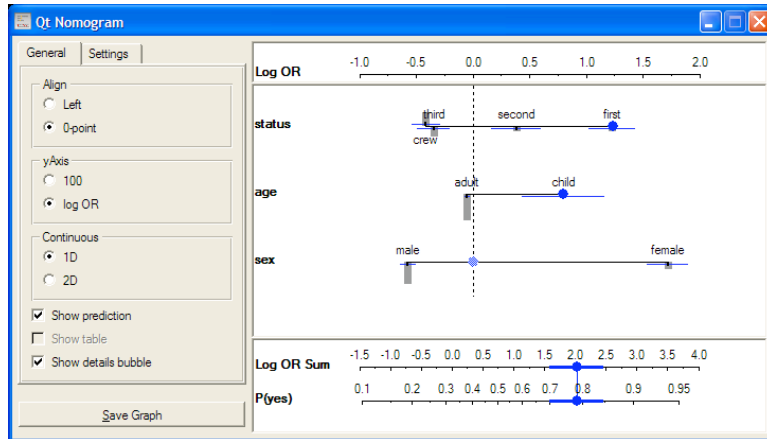 Qt Nomogram
General Settings
Align
Left
0-point
yAxis
100
log OR
Continuous
1D
2D
Show prediction
Show table
Show details bubble
Save Graph
Log OR -1.0 -0.5 0.0 0.5 1.0 1.5 2.0
status third second first
crew
age adult child
sex male female
Log OR Sum -1.5 -1.0 -0.5 0.0 0.5 1.0 1.5 2.0 2.5 3.0 3.5 4.0
P(yes) 0.1 0.2 0.3 0.4 0.5 0.6 0.7 0.8 0.9 0.95